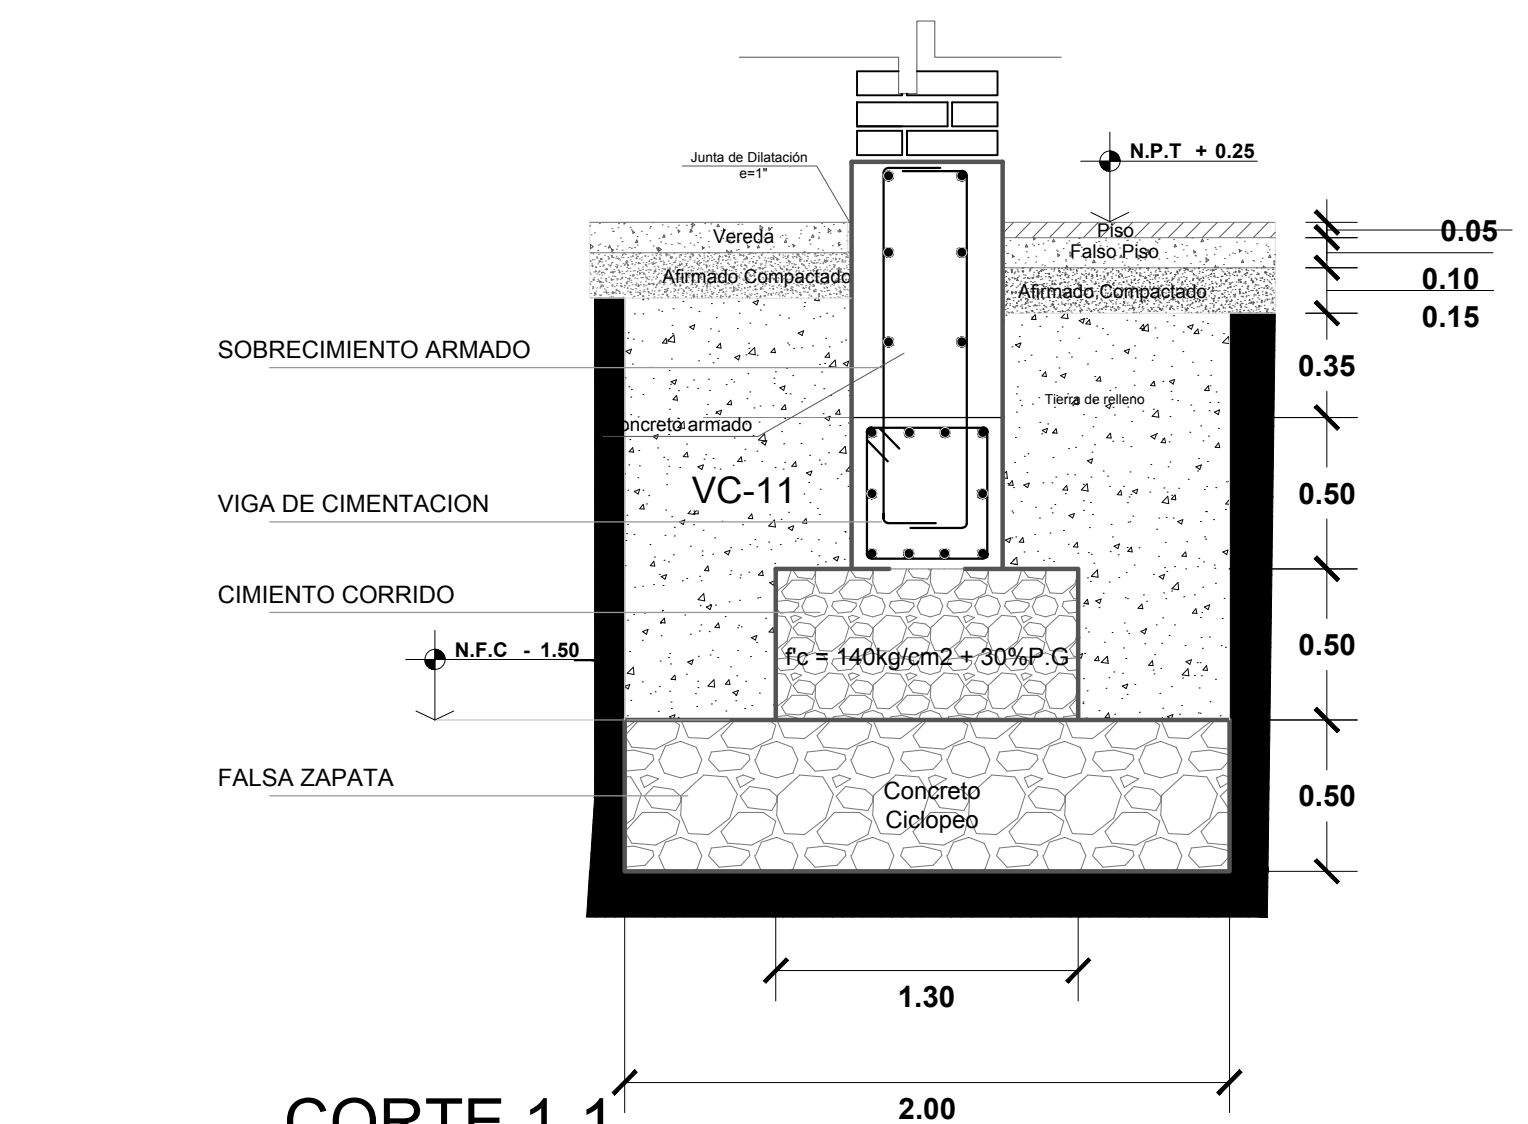 Junta de Dilatación
e=1"
N.P.T + 0.25
Vereda
Piso
Falso Piso
0.05
Afirmado Compactado
Afirmado Compactado
0.10
0.15
SOBRECIMIENTO ARMADO
0.35
Tierra de relleno
oncreto armado
VC-11
VIGA DE CIMENTACION
0.50
CIMIENTO CORRIDO
N.F.C - 1.50
f'c = 140kg/cm2 + 30%P.G
0.50
FALSA ZAPATA
Concreto
Ciclopeo
0.50
1.30
2.00
CORTE 1.1